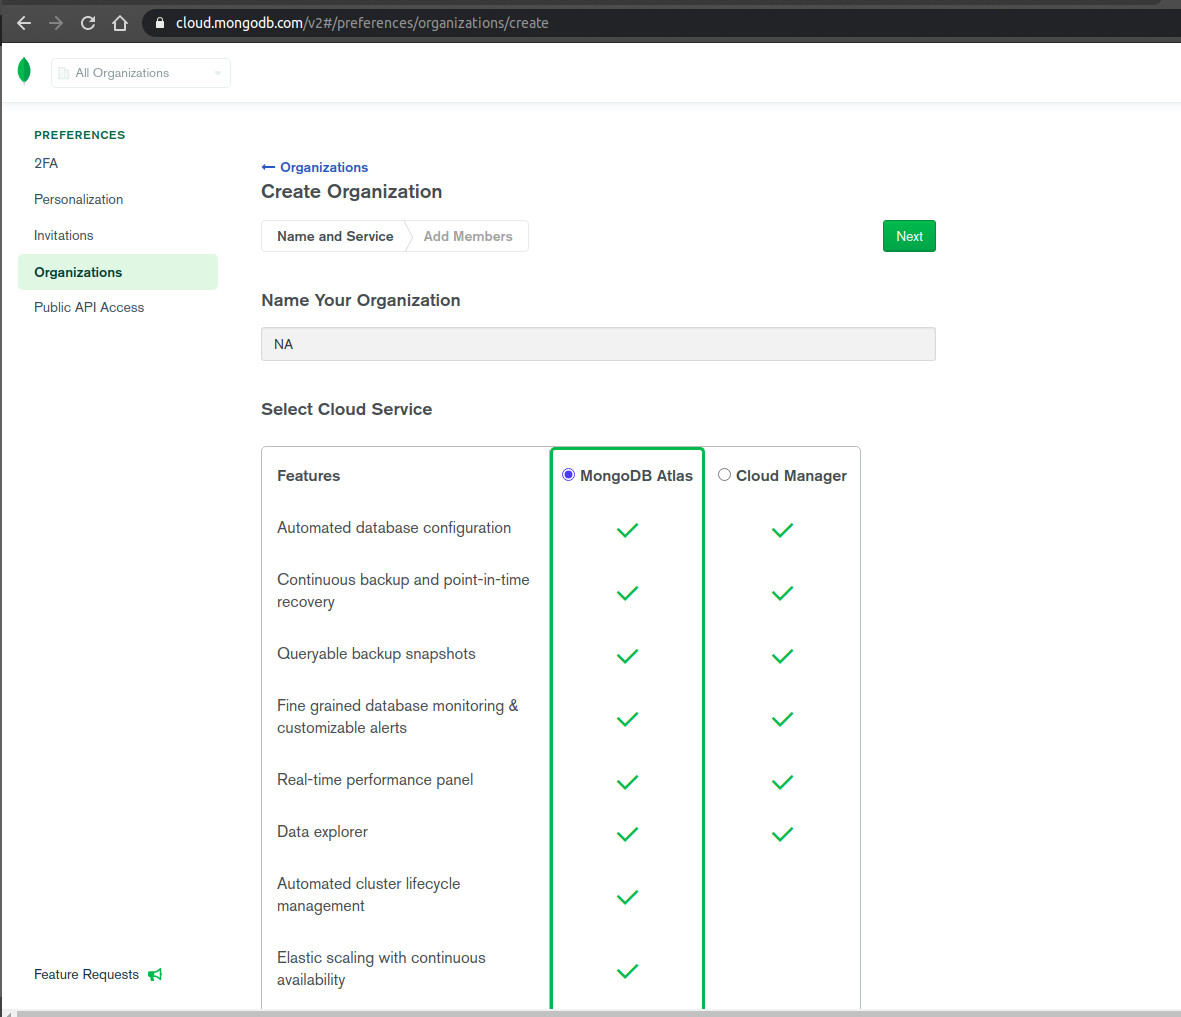 cloud.mongodb.com/v2#/preferences/organizations/create
All Organizations
PREFERENCES
2FA
Personalization
Invitations
Organizations
Public API Access
Feature Requests
Organizations
Create Organization
Name and Service
Add Members
Next
Name Your Organization
NA
Select Cloud Service
Features
MongoDB Atlas
Cloud Manager
Automated database configuration
Continuous backup and point-in-time
recovery
Queryable backup snapshots
Fine grained database monitoring &
customizable alerts
Real-time performance panel
Data explorer
Automated cluster lifecycle
management
Elastic scaling with continuous
availability